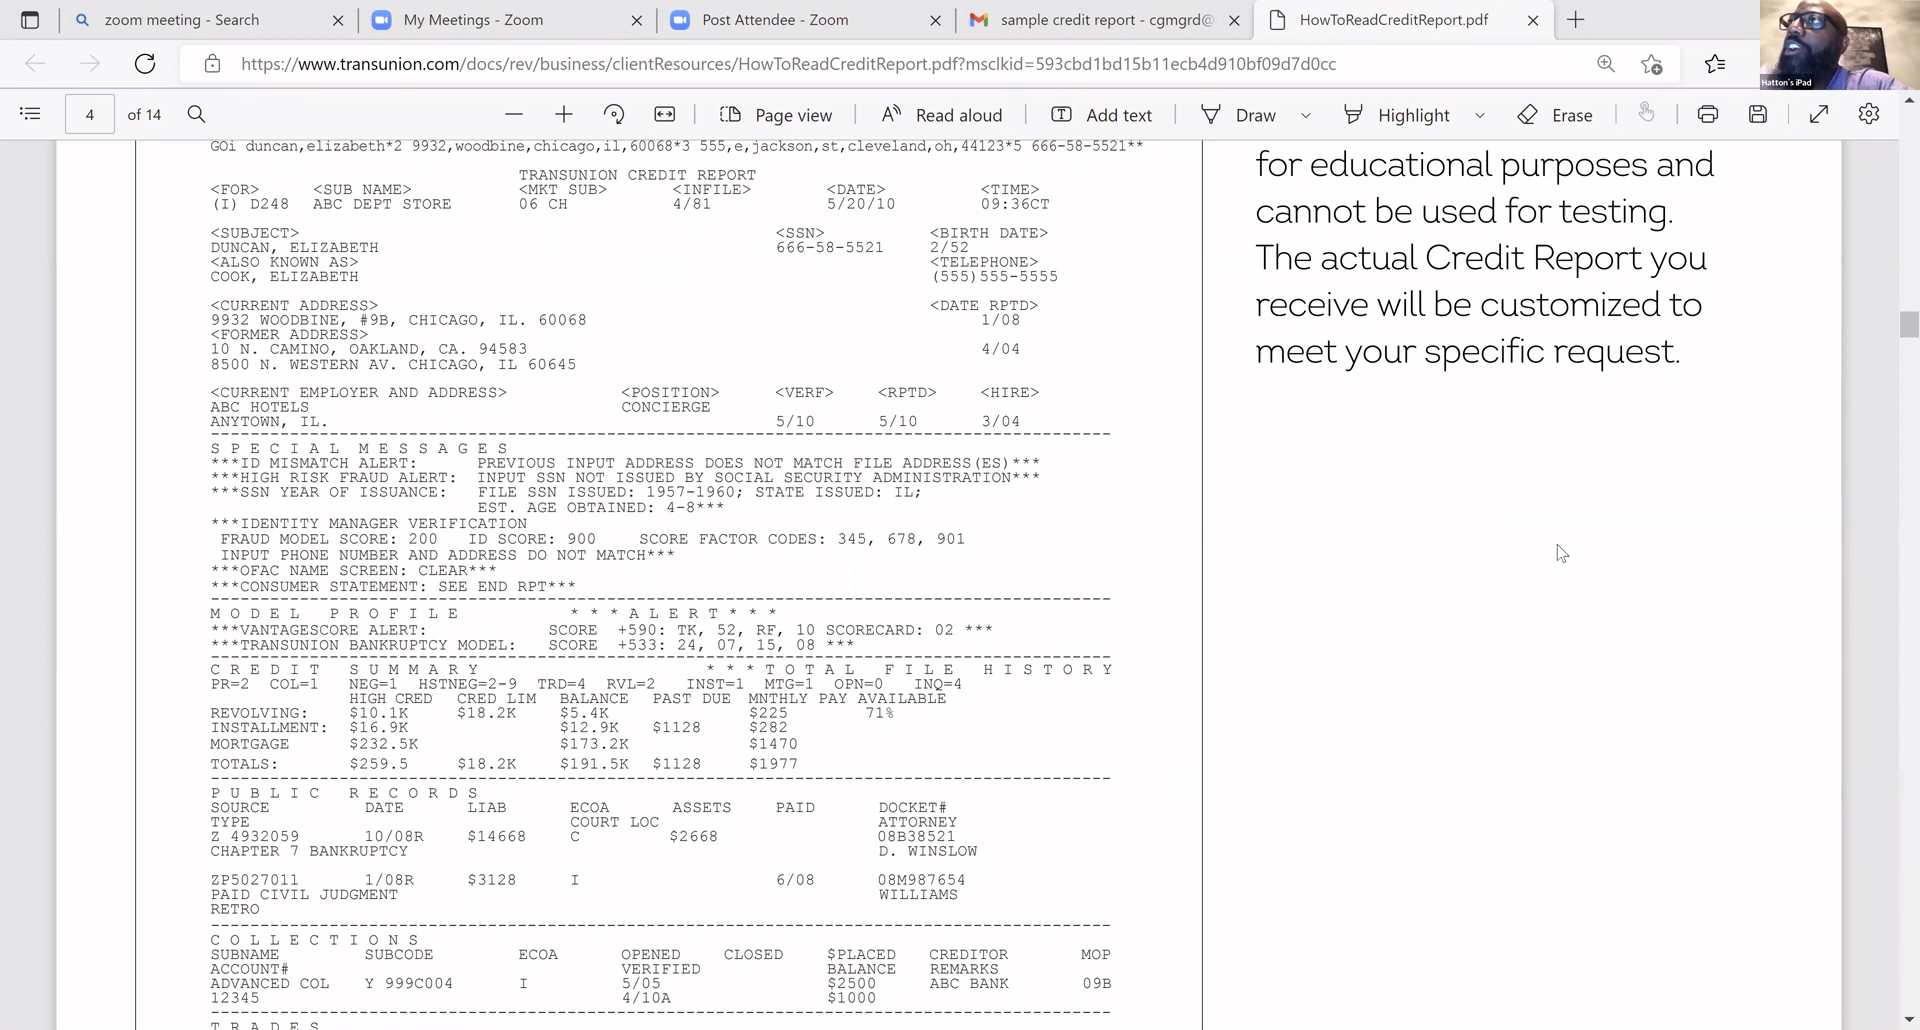 zoom meeting - Search
My Meetings - Zoom
Post Attendee - Zoom
sample credit report - cgmgrd@
HowToReadCreditReport.pdf
https://www.transunion.com/docs/rev/business/clientResources/HowToReadCreditReport.pdf?msclkid=593cbd1bd15b11ecb4d910bf09d7d0cc
Hatton's iPad
4 of 14
Page view
Read aloud
Add text
Draw
Highlight
Erase
GOi duncan,elizabeth*2 9932,woodbine,chicago,il,60068*3 555,e,jackson,st,cleveland,oh,44123*5 666-58-5521**
TRANSUNION CREDIT REPORT
<FOR> <SUB NAME> <MKT SUB> <INFILE> <DATE> <TIME>
(I) D248 ABC DEPT STORE 06 CH 4/81 5/20/10 09:36CT
<SUBJECT> <SSN> <BIRTH DATE>
DUNCAN, ELIZABETH 666-58-5521 2/52
<ALSO KNOWN AS> <TELEPHONE>
COOK, ELIZABETH (555)555-5555
<CURRENT ADDRESS> <DATE RPTD>
9932 WOODBINE, #9B, CHICAGO, IL. 60068 1/08
<FORMER ADDRESS>
10 N. CAMINO, OAKLAND, CA. 94583 4/04
8500 N. WESTERN AV. CHICAGO, IL 60645
<CURRENT EMPLOYER AND ADDRESS> <POSITION> <VERF> <RPTD> <HIRE>
ABC HOTELS CONCIERGE
ANYTOWN, IL. 5/10 5/10 3/04
S P E C I A L M E S S A G E S
***ID MISMATCH ALERT: PREVIOUS INPUT ADDRESS DOES NOT MATCH FILE ADDRESS(ES)***
***HIGH RISK FRAUD ALERT: INPUT SSN NOT ISSUED BY SOCIAL SECURITY ADMINISTRATION***
***SSN YEAR OF ISSUANCE: FILE SSN ISSUED: 1957-1960; STATE ISSUED: IL;
EST. AGE OBTAINED: 4-8***
***IDENTITY MANAGER VERIFICATION
FRAUD MODEL SCORE: 200 ID SCORE: 900 SCORE FACTOR CODES: 345, 678, 901
INPUT PHONE NUMBER AND ADDRESS DO NOT MATCH***
***OFAC NAME SCREEN: CLEAR***
***CONSUMER STATEMENT: SEE END RPT***
M O D E L P R O F I L E * * * A L E R T * * *
***VANTAGESCORE ALERT: SCORE +590: TK, 52, RF, 10 SCORECARD: 02 ***
***TRANSUNION BANKRUPTCY MODEL: SCORE +533: 24, 07, 15, 08 ***
C R E D I T S U M M A R Y * * * T O T A L F I L E H I S T O R Y
PR=2 COL=1 NEG=1 HSTNEG=2-9 TRD=4 RVL=2 INST=1 MTG=1 OPN=0 INQ=4
HIGH CRED CRED LIM BALANCE PAST DUE MNTHLY PAY AVAILABLE
REVOLVING: $10.1K $18.2K $5.4K $225 71%
INSTALLMENT: $16.9K $12.9K $1128 $282
MORTGAGE $232.5K $173.2K $1470
TOTALS: $259.5 $18.2K $191.5K $1128 $1977
P U B L I C R E C O R D S
SOURCE DATE LIAB ECOA ASSETS PAID DOCKET#
TYPE COURT LOC ATTORNEY
Z 4932059 10/08R $14668 C $2668 08B38521
CHAPTER 7 BANKRUPTCY D. WINSLOW
ZP5027011 1/08R $3128 I 6/08 08M987654
PAID CIVIL JUDGMENT WILLIAMS
RETRO
C O L L E C T I O N S
SUBNAME SUBCODE ECOA OPENED CLOSED $PLACED CREDITOR MOP
ACCOUNT# VERIFIED BALANCE REMARKS
ADVANCED COL Y 999C004 I 5/05 $2500 ABC BANK 09B
12345 4/10A $1000
T R A D E S
for educational purposes and
cannot be used for testing.
The actual Credit Report you
receive will be customized to
meet your specific request.